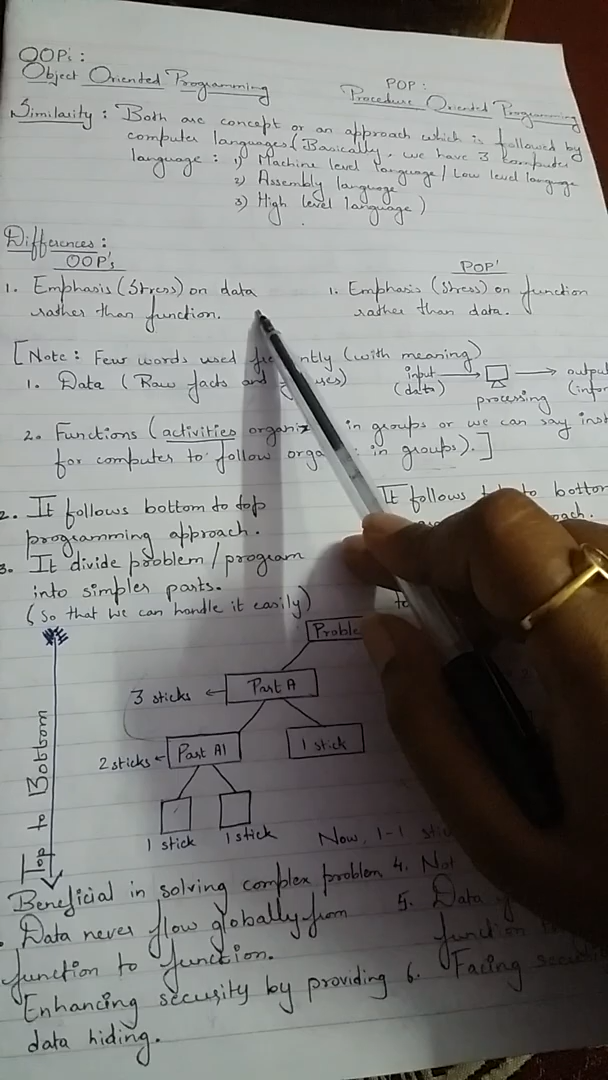 OOP's :
Object Oriented Programming
POP :
Procedure Oriented Programming
Similarity : Both are concept or an approach which is followed by
computer languages (Basically, we have 3 computer
language : 1) Machine level language / Low level language
2) Assembly language
3) High level language)
Differences :
OOP's
1. Emphasis (Stress) on data
rather than function.
POP'
1. Emphasis (Stress) on function
rather than data.
[Note : Few words used (with meaning)
1. Data (Raw facts and
input
(data)
processing
output
2. Functions (activities in groups or we can say
for computer to follow in groups).]
2. It follows bottom to top
programming approach.
It follows to bottom
3. It divide problem / program
into simpler parts.
(So that we can handle it easily)
Part A
3 sticks
Part A1
1 stick
2 sticks
1 stick
1 stick
Top to Bottom
Now, 1-1
Beneficial in solving complex problem
4. Not
Data never flow globally from
function to function.
5. Data
function
Enhancing security by providing
data hiding.
6. Facing